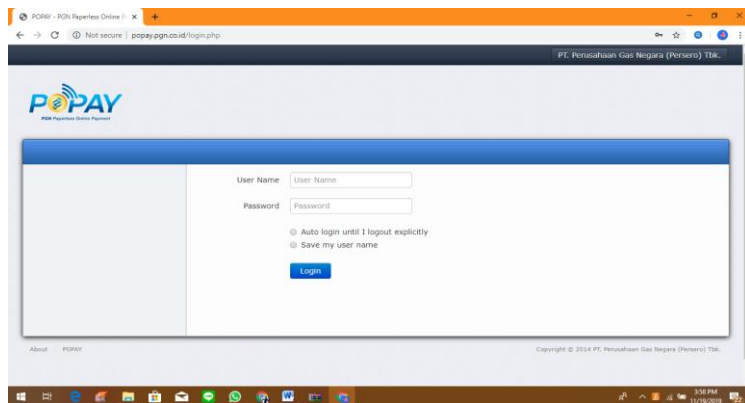 POPAY - PGN Paperless Online P
Not secure | popay.pgn.co.id/login.php
PT. Perusahaan Gas Negara (Persero) Tbk.
POPAY
PGN Paperless Online Payment
User Name User Name
Password Password
Auto login until I logout explicitly
Save my user name
Login
About POPAY Copyright © 2014 PT. Perusahaan Gas Negara (Persero) Tbk.
3:58 PM
11/19/2019